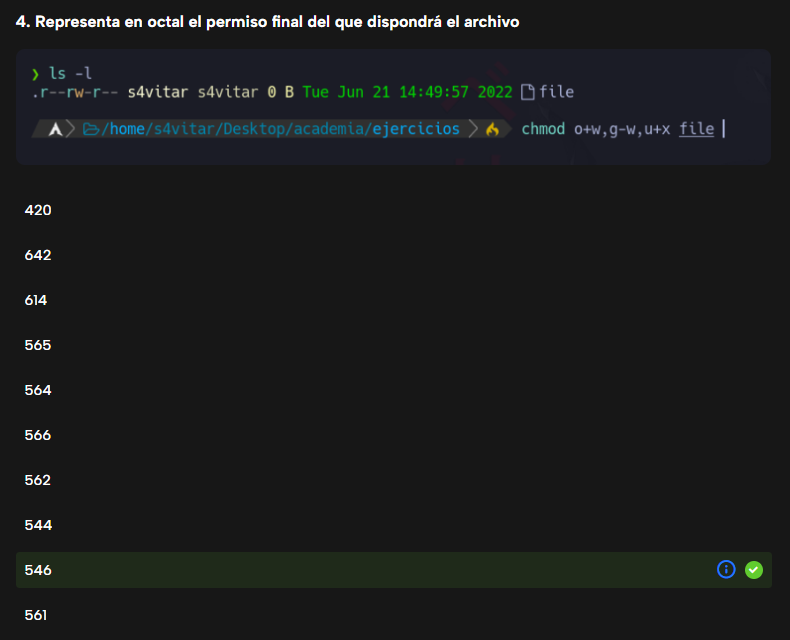 4. Representa en octal el permiso final del que dispondrá el archivo
❯ ls -l
.r--rw-r-- s4vitar s4vitar 0 B Tue Jun 21 14:49:57 2022 file
/home/s4vitar/Desktop/academia/ejercicios chmod o+w,g-w,u+x file
420
642
614
565
564
566
562
544
546
561